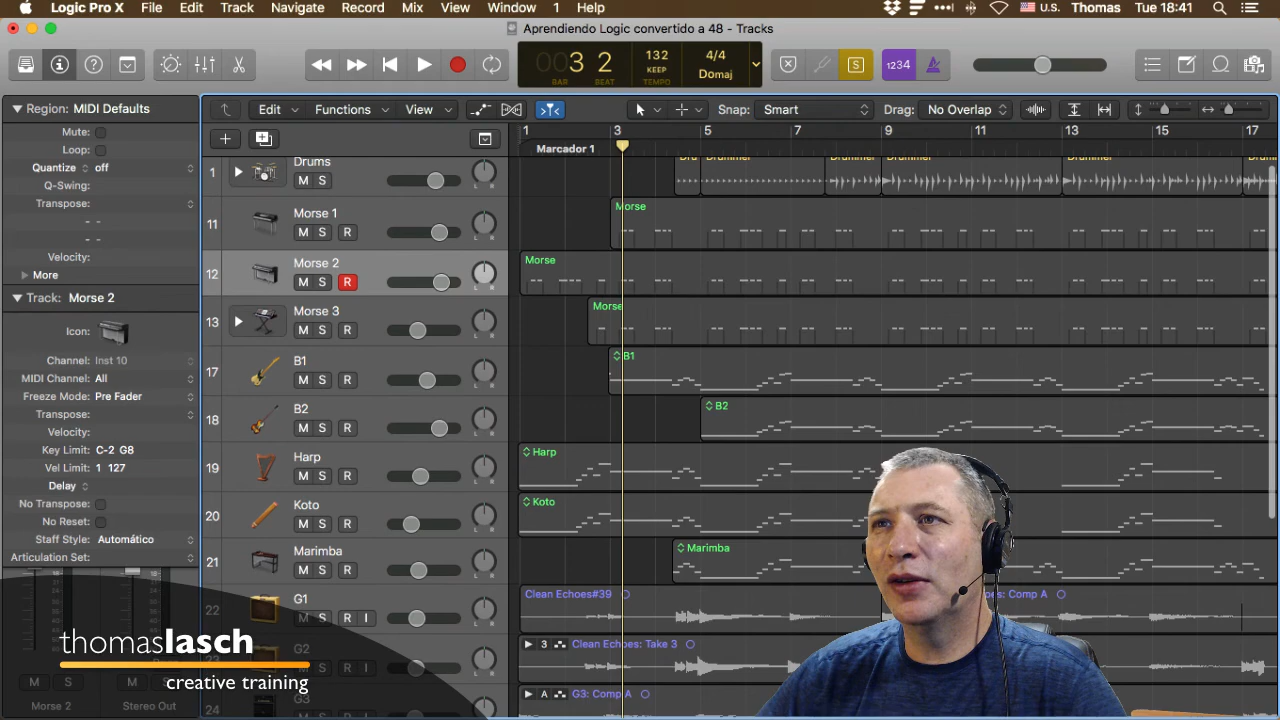 Logic Pro X File Edit Track Navigate Record Mix View Window 1 Help U.S. Thomas Tue 18:41
Aprendiendo Logic convertido a 48 - Tracks
003 2 132 4/4
KEEP Domaj
BAR BEAT TEMPO
S 1234
Region: MIDI Defaults
Mute:
Loop:
Quantize off
Q-Swing:
Transpose:
- -
- -
Velocity:
More
Track: Morse 2
Icon:
Channel: Inst 10
MIDI Channel: All
Freeze Mode: Pre Fader
Transpose:
Velocity:
Key Limit: C-2 G8
Vel Limit: 1 127
Delay
No Transpose:
No Reset:
Staff Style: Automático
Articulation Set:
M S M S
Morse 2 Stereo Out
Edit Functions View Snap: Smart Drag: No Overlap
1 3 5 7 9 11 13 15 17
Marcador 1
1 Drums M S L R
Drummer Drummer Drummer Drummer
11 Morse 1 M S R L R
Morse
12 Morse 2 M S R L R
Morse
13 Morse 3 M S R L R
Morse
17 B1 M S R L R
B1
18 B2 M S R L R
B2
19 Harp M S R L R
Harp
20 Koto M S R L R
Koto
21 Marimba M S R L R
Marimba
22 G1 M S R I L R
Clean Echoes#39
Comp A
G2 M S R I L R
3 Clean Echoes: Take 3
24 G3
A G3: Comp A
thomaslasch
creative training